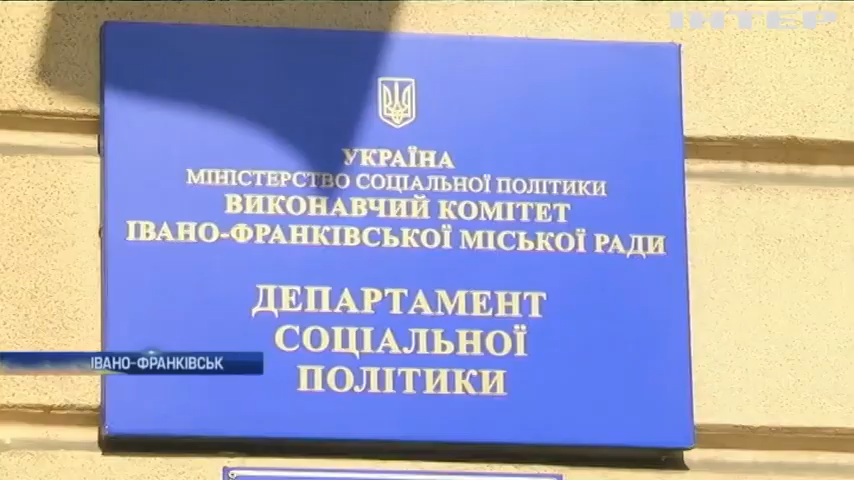 ІНТЕР
УКРАЇНА
МІНІСТЕРСТВО СОЦІАЛЬНОЇ ПОЛІТИКИ
ВИКОНАВЧИЙ КОМІТЕТ
ІВАНО-ФРАНКІВСЬКОЇ МІСЬКОЇ РАДИ
ДЕПАРТАМЕНТ
СОЦІАЛЬНОЇ
ПОЛІТИКИ
ІВАНО-ФРАНКІВСЬК